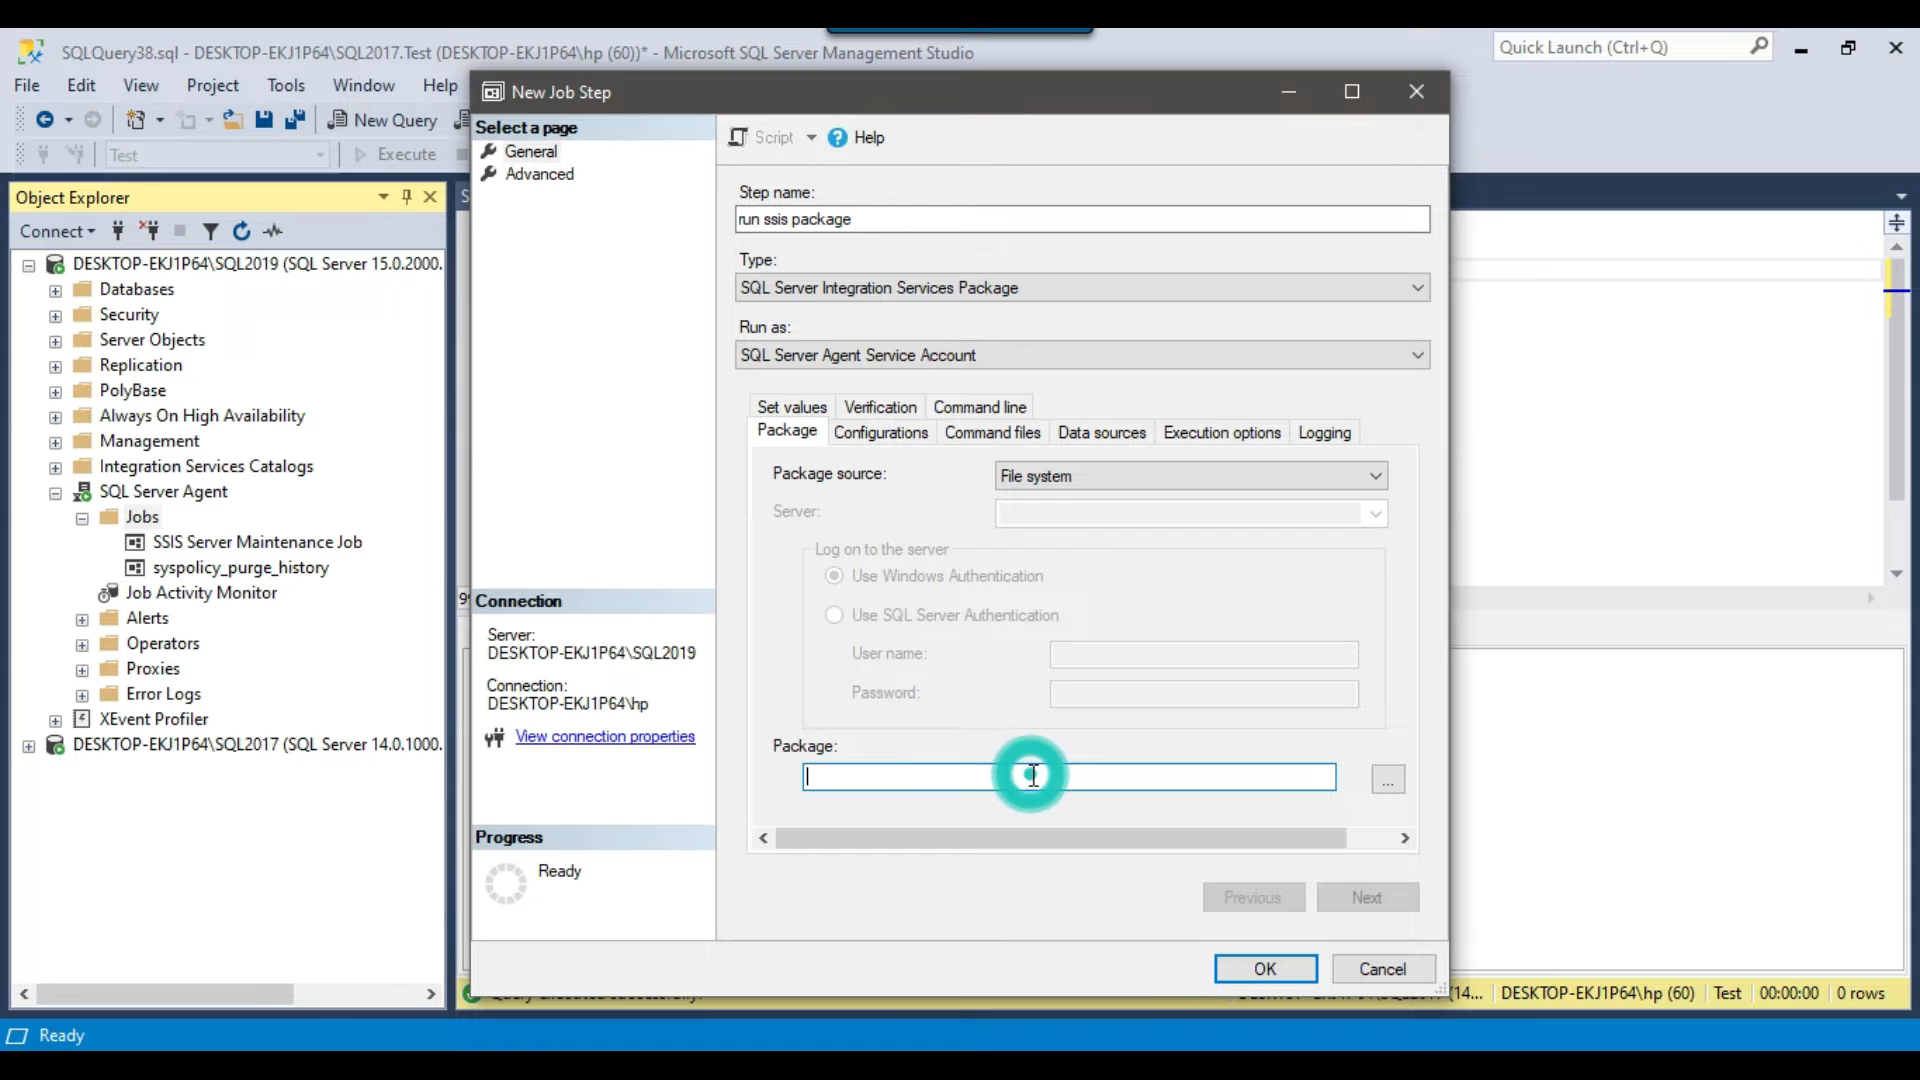 SQLQuery38.sql - DESKTOP-EKJ1P64\SQL2017.Test (DESKTOP-EKJ1P64\hp (60))* - Microsoft SQL Server Management Studio
Quick Launch (Ctrl+Q)
File Edit View Project Tools Window Help
New Query
Test
Execute
Object Explorer
Connect
DESKTOP-EKJ1P64\SQL2019 (SQL Server 15.0.2000.
Databases
Security
Server Objects
Replication
PolyBase
Always On High Availability
Management
Integration Services Catalogs
SQL Server Agent
Jobs
SSIS Server Maintenance Job
syspolicy_purge_history
Job Activity Monitor
Alerts
Operators
Proxies
Error Logs
XEvent Profiler
DESKTOP-EKJ1P64\SQL2017 (SQL Server 14.0.1000.
New Job Step
Select a page
General
Advanced
Connection
Server:
DESKTOP-EKJ1P64\SQL2019
Connection:
DESKTOP-EKJ1P64\hp
View connection properties
Progress
Ready
Script
Help
Step name:
run ssis package
Type:
SQL Server Integration Services Package
Run as:
SQL Server Agent Service Account
Set values Verification Command line
Package Configurations Command files Data sources Execution options Logging
Package source:
File system
Server:
Log on to the server
Use Windows Authentication
Use SQL Server Authentication
User name:
Password:
Package:
...
Previous Next
OK Cancel
(14... DESKTOP-EKJ1P64\hp (60) Test 00:00:00 0 rows
Ready